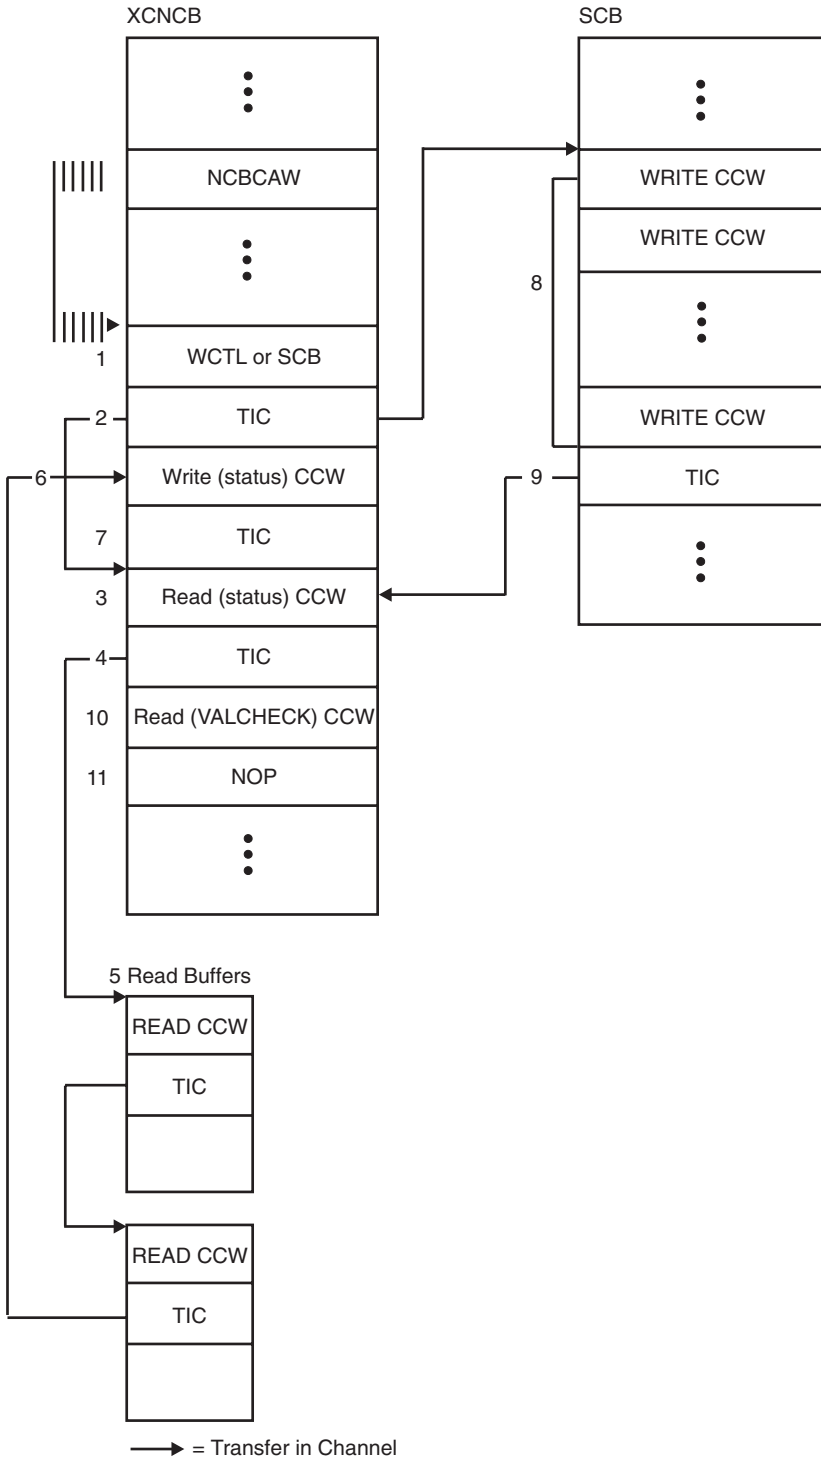 XCNCB
SCB
NCBCAW
WRITE CCW
WRITE CCW
8
1 WCTL or SCB
2 TIC
WRITE CCW
6 Write (status) CCW
9 TIC
7 TIC
3 Read (status) CCW
4 TIC
10 Read (VALCHECK) CCW
11 NOP
5 Read Buffers
READ CCW
TIC
READ CCW
TIC
= Transfer in Channel